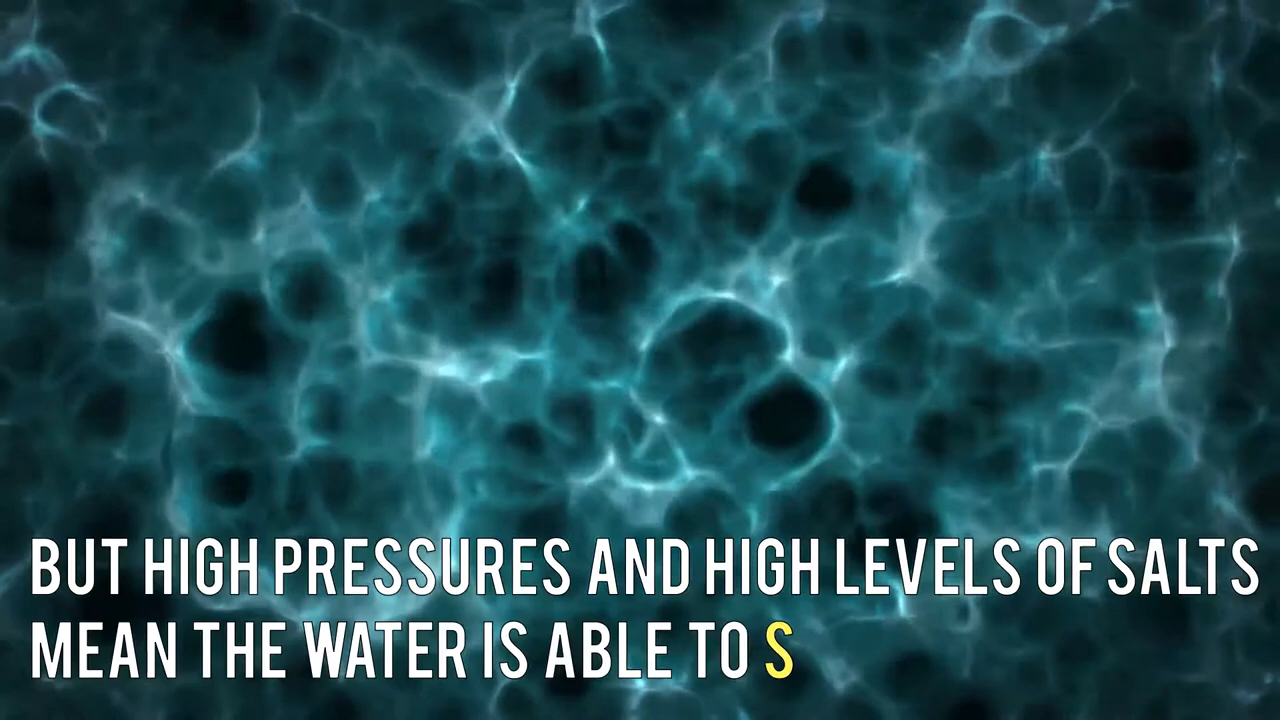 BUT HIGH PRESSURES AND HIGH LEVELS OF SALTS
MEAN THE WATER IS ABLE TO S